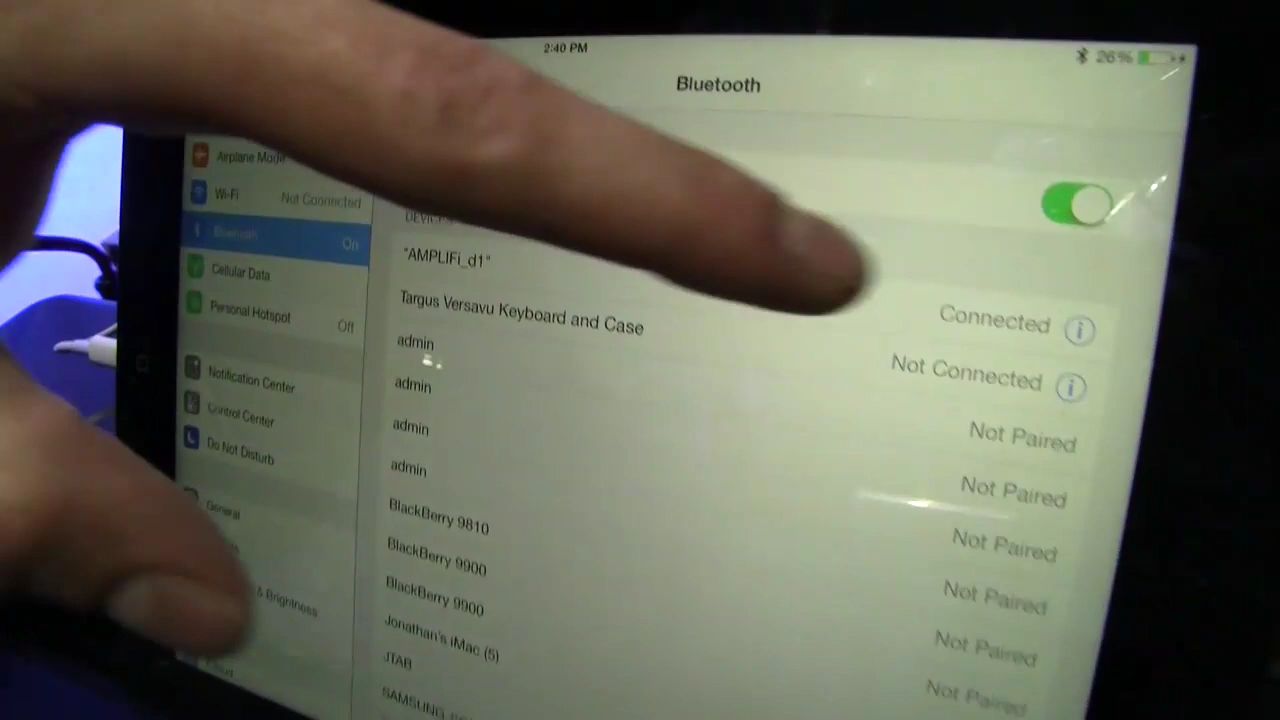 2:40 PM
26%
Bluetooth
Airplane Mode
Wi-Fi Not Connected
Bluetooth On
Cellular Data
Personal Hotspot Off
Notification Center
Control Center
Do Not Disturb
General
& Brightness
"AMPLIFi_d1" Connected
Targus Versavu Keyboard and Case Not Connected
admin Not Paired
admin Not Paired
admin Not Paired
admin Not Paired
BlackBerry 9810 Not Paired
BlackBerry 9900 Not Paired
BlackBerry 9900
Jonathan's iMac (5)
JTAB
SAMSUNG